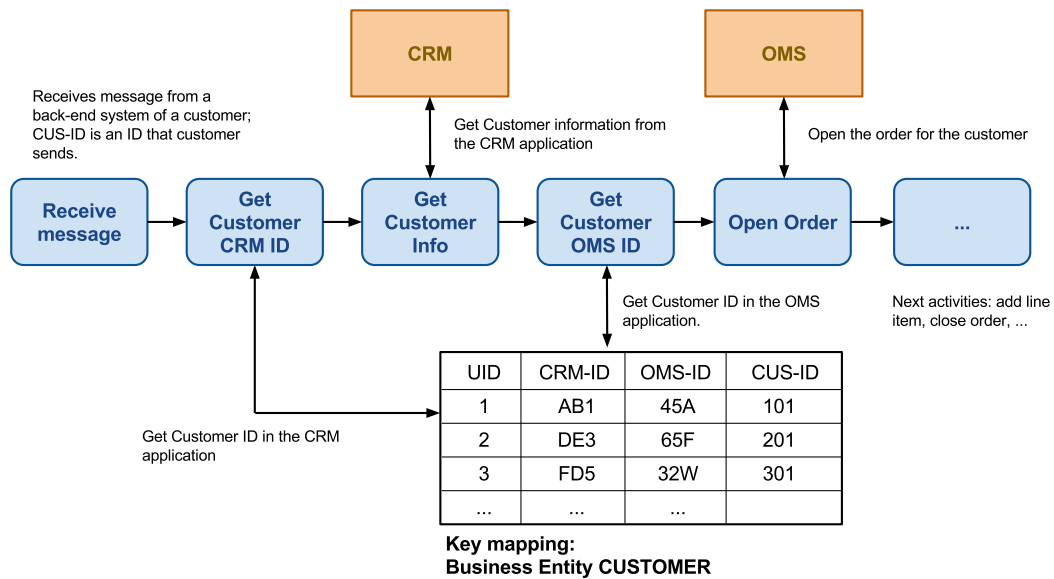 CRM
OMS
Receives message from a
back-end system of a customer;
CUS-ID is an ID that customer
sends.
Get Customer information from
the CRM application
Open the order for the customer
Receive
message
Get
Customer
CRM ID
Get
Customer
Info
Get
Customer
OMS ID
Open Order
...
Get Customer ID in the OMS
application.
Next activities: add line
item, close order, ...
Get Customer ID in the CRM
application
UID CRM-ID OMS-ID CUS-ID
1 AB1 45A 101
2 DE3 65F 201
3 FD5 32W 301
... ... ...
Key mapping:
Business Entity CUSTOMER